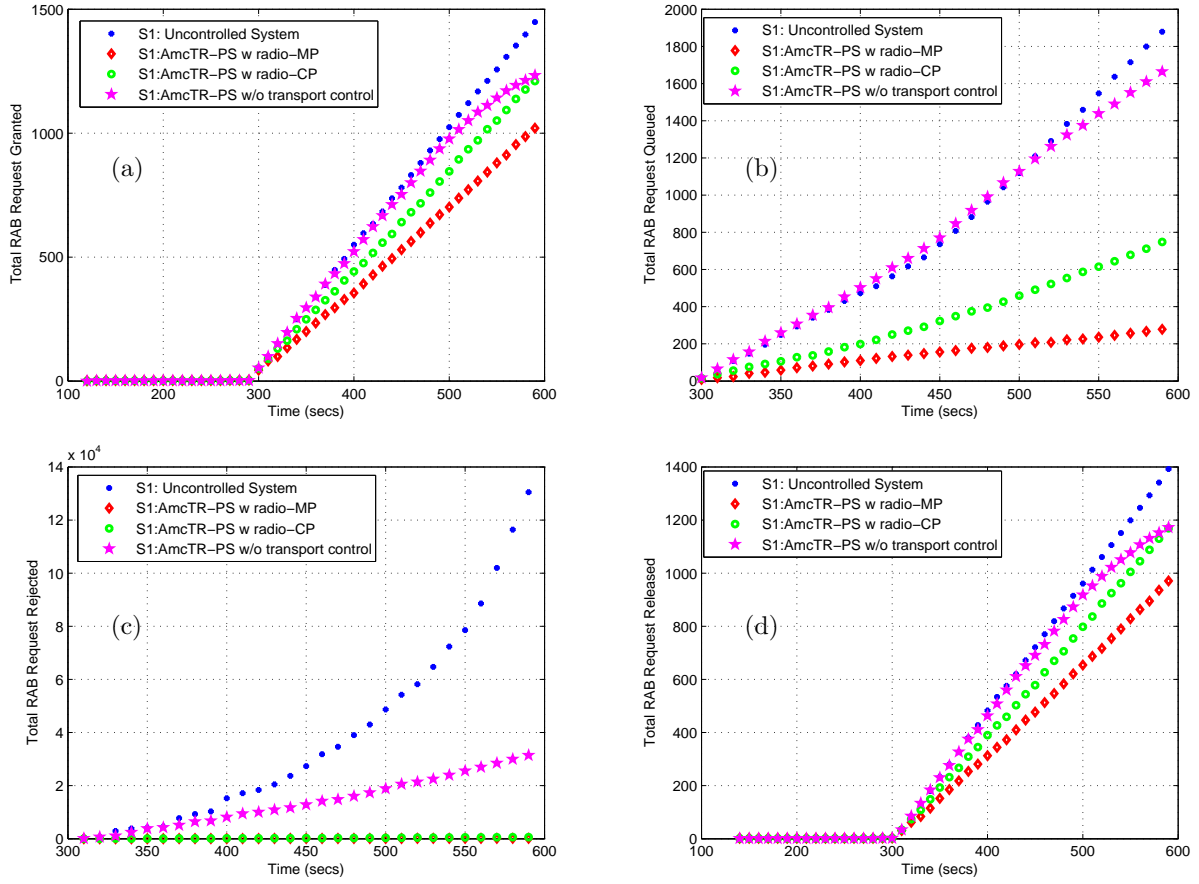 S1: Uncontrolled System
S1:AmcTR−PS w radio−MP
S1:AmcTR−PS w radio−CP
S1:AmcTR−PS w/o transport control
(a)
Total RAB Request Granted
1500
1000
500
0
100 200 300 400 500 600
Time (secs)
S1: Uncontrolled System
S1:AmcTR−PS w radio−MP
S1:AmcTR−PS w radio−CP
S1:AmcTR−PS w/o transport control
(b)
Total RAB Request Queued
2000
1800
1600
1400
1200
1000
800
600
400
200
0
300 350 400 450 500 550 600
Time (secs)
x 10^4
S1: Uncontrolled System
S1:AmcTR−PS w radio−MP
S1:AmcTR−PS w radio−CP
S1:AmcTR−PS w/o transport control
(c)
Total RAB Request Rejected
14
12
10
8
6
4
2
0
300 350 400 450 500 550 600
Time (secs)
S1: Uncontrolled System
S1:AmcTR−PS w radio−MP
S1:AmcTR−PS w radio−CP
S1:AmcTR−PS w/o transport control
(d)
Total RAB Request Released
1400
1200
1000
800
600
400
200
0
100 200 300 400 500 600
Time (secs)